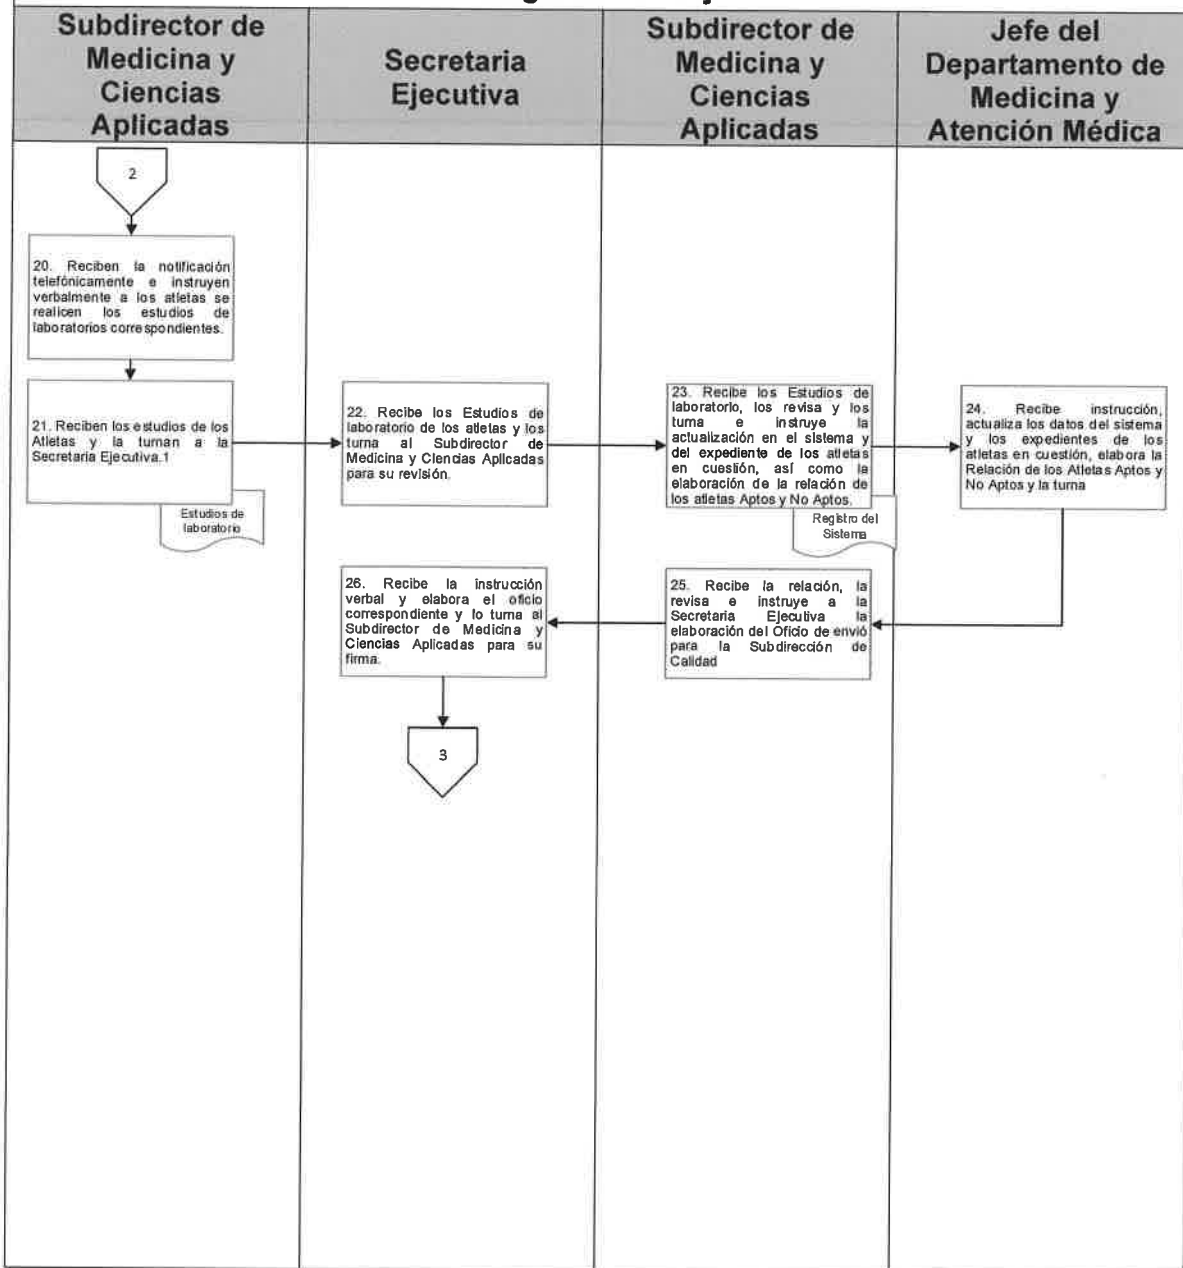 Subdirector de
Medicina y
Ciencias
Aplicadas
Secretaria
Ejecutiva
Subdirector de
Medicina y
Ciencias
Aplicadas
Jefe del
Departamento de
Medicina y
Atención Médica
2
20. Reciben la notificación
telefónicamente e instruyen
verbalmente a los atletas se
realicen los estudios de
laboratorios correspondientes.
21. Reciben los estudios de los
Atletas y la turnan a la
Secretaria Ejecutiva.1
Estudios de
laboratorio
22. Recibe los Estudios de
laboratorio de los atletas y los
turna al Subdirector de
Medicina y Ciencias Aplicadas
para su revisión.
23. Recibe los Estudios de
laboratorio, los revisa y los
turna e instruye la
actualización en el sistema y
del expediente de los atletas
en cuestión, así como la
elaboración de la relación de
los atletas Aptos y No Aptos.
Registro del
Sistema
24. Recibe instrucción,
actualiza los datos del sistema
y los expedientes de los
atletas en cuestión, elabora la
Relación de los Atletas Aptos y
No Aptos y la turna
26. Recibe la instrucción
verbal y elabora el oficio
correspondiente y lo turna al
Subdirector de Medicina y
Ciencias Aplicadas para su
firma.
25. Recibe la relación, la
revisa e instruye a la
Secretaria Ejecutiva la
elaboración del Oficio de envió
para la Subdirección de
Calidad
3